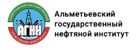 АГНИ
Альметьевский
государственный
нефтяной институт